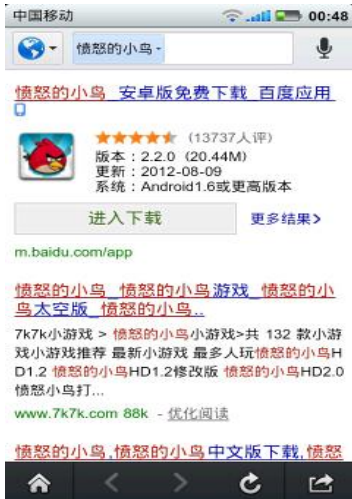 中国移动 00:48
愤怒的小鸟 -
愤怒的小鸟_安卓版免费下载_百度应用
(13737人评)
版本：2.2.0 (20.44M)
更新：2012-08-09
系统：Android1.6或更高版本
进入下载 更多结果>
m.baidu.com/app
愤怒的小鸟_愤怒的小鸟游戏_愤怒的小
鸟太空版_愤怒的小鸟..
7k7k小游戏 > 愤怒的小鸟小游戏>共 132 款小游
戏小游戏推荐 最新小游戏 最多人玩愤怒的小鸟H
D1.2 愤怒的小鸟HD1.2修改版 愤怒的小鸟HD2.0
愤怒小鸟打...
www.7k7k.com 88k - 优化阅读
愤怒的小鸟,愤怒的小鸟中文版下载,愤怒